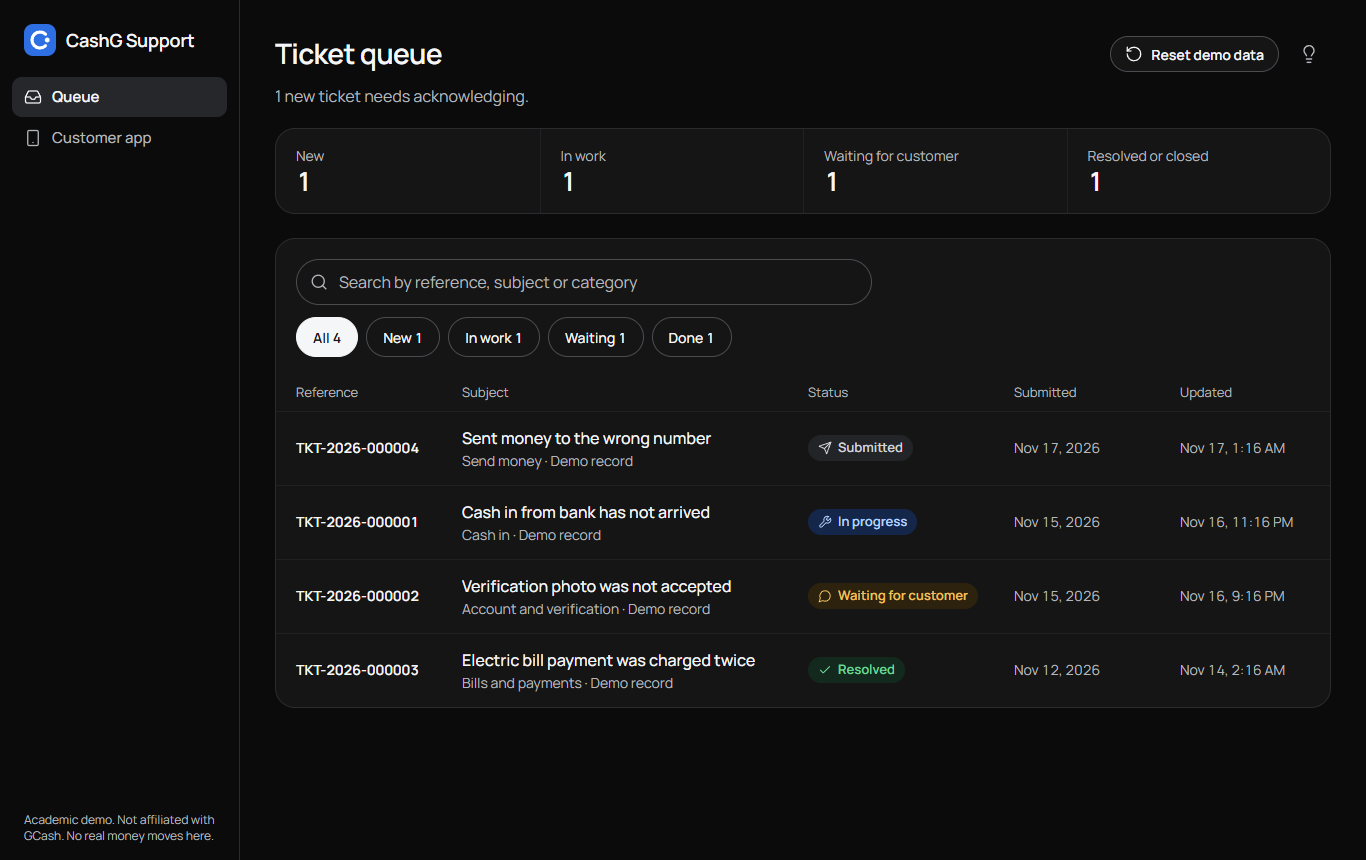 CashG Support
Queue
Customer app
Academic demo. Not affiliated with
GCash. No real money moves here.
Ticket queue
1 new ticket needs acknowledging.
Reset demo data
New
1
In work
1
Waiting for customer
1
Resolved or closed
1
Search by reference, subject or category
All 4
New 1
In work 1
Waiting 1
Done 1
Reference Subject Status Submitted Updated
TKT-2026-000004 Sent money to the wrong number Submitted Nov 17, 2026 Nov 17, 1:16 AM
Send money · Demo record
TKT-2026-000001 Cash in from bank has not arrived In progress Nov 15, 2026 Nov 16, 11:16 PM
Cash in · Demo record
TKT-2026-000002 Verification photo was not accepted Waiting for customer Nov 15, 2026 Nov 16, 9:16 PM
Account and verification · Demo record
TKT-2026-000003 Electric bill payment was charged twice Resolved Nov 12, 2026 Nov 14, 2:16 AM
Bills and payments · Demo record